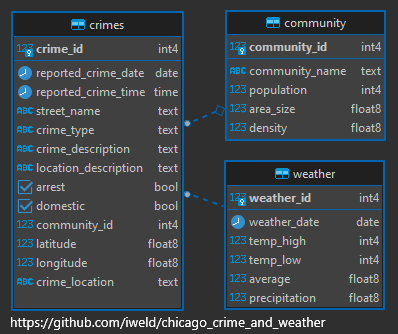 crimes
123 crime_id int4
reported_crime_date date
reported_crime_time time
ABC street_name text
ABC crime_type text
ABC crime_description text
ABC location_description text
arrest bool
domestic bool
123 community_id int4
123 latitude float8
123 longitude float8
ABC crime_location text
community
123 community_id int4
ABC community_name text
123 population int4
123 area_size float8
123 density float8
weather
123 weather_id int4
weather_date date
123 temp_high int4
123 temp_low int4
123 average float8
123 precipitation float8
https://github.com/iweld/chicago_crime_and_weather